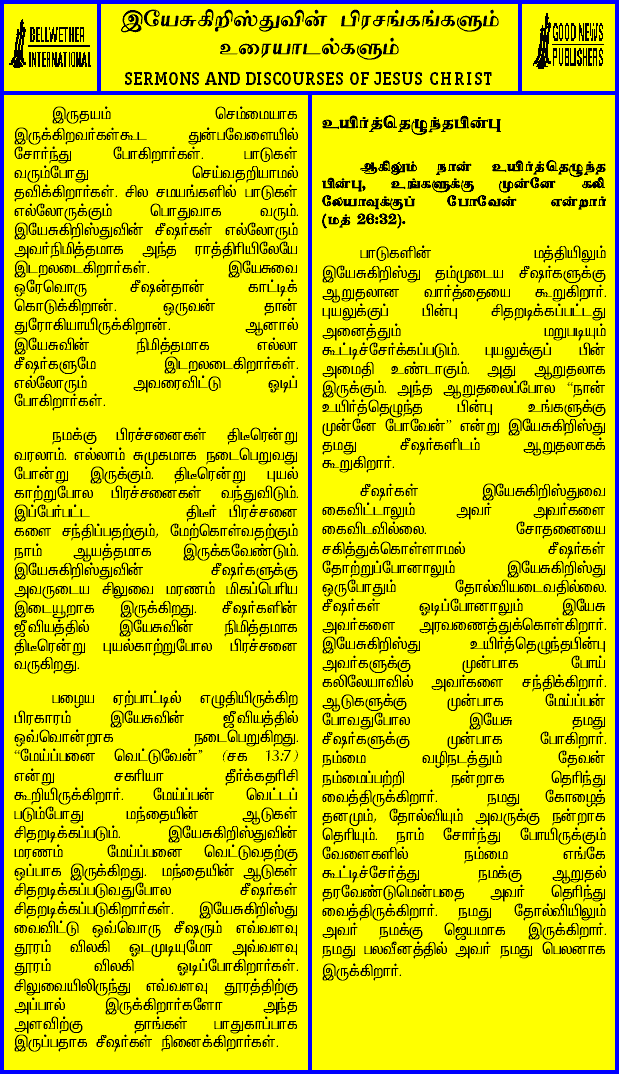 BELLWETHER
INTERNATIONAL
இயேசுகிறிஸ்துவின் பிரசங்கங்களும்
உரையாடல்களும்
SERMONS AND DISCOURSES OF JESUS CHRIST
GOOD NEWS
PUBLISHERS
இருதயம் செம்மையாக
இருக்கிறவர்கள்கூட துன்பவேளையில்
சோர்ந்து போகிறார்கள். பாடுகள்
வரும்போது செய்வதறியாமல்
தவிக்கிறார்கள். சில சமயங்களில் பாடுகள்
எல்லோருக்கும் பொதுவாக வரும்.
இயேசுகிறிஸ்துவின் சீஷர்கள் எல்லோரும்
அவர்நிமித்தமாக அந்த ராத்திரியிலேயே
இடறலடைகிறார்கள். இயேசுவை
ஒரேவொரு சீஷன்தான் காட்டிக்
கொடுக்கிறான். ஒருவன் தான்
துரோகியாயிருக்கிறான். ஆனால்
இயேசுவின் நிமித்தமாக எல்லா
சீஷர்களுமே இடறலடைகிறார்கள்.
எல்லோரும் அவரைவிட்டு ஓடிப்
போகிறார்கள்.
நமக்கு பிரச்சனைகள் திடீரென்று
வரலாம். எல்லாம் சுமுகமாக நடைபெறுவது
போன்று இருக்கும். திடீரென்று புயல்
காற்றுபோல பிரச்சனைகள் வந்துவிடும்.
இப்பேர்பட்ட திடீர் பிரச்சனை
களை சந்திப்பதற்கும், மேற்கொள்வதற்கும்
நாம் ஆயத்தமாக இருக்கவேண்டும்.
இயேசுகிறிஸ்துவின் சீஷர்களுக்கு
அவருடைய சிலுவை மரணம் மிகப்பெரிய
இடையூறாக இருக்கிறது. சீஷர்களின்
ஜீவியத்தில் இயேசுவின் நிமித்தமாக
திடீரென்று புயல்காற்றுபோல பிரச்சனை
வருகிறது.
பழைய ஏற்பாட்டில் எழுதியிருக்கிற
பிரகாரம் இயேசுவின் ஜீவியத்தில்
ஒவ்வொன்றாக நடைபெறுகிறது.
“மேய்ப்பனை வெட்டுவேன்” (சக 13:7)
என்று சகரியா தீர்க்கதரிசி
கூறியிருக்கிறார். மேய்ப்பன் வெட்டப்
படும்போது மந்தையின் ஆடுகள்
சிதறடிக்கப்படும். இயேசுகிறிஸ்துவின்
மரணம் மேய்ப்பனை வெட்டுவதற்கு
ஒப்பாக இருக்கிறது. மந்தையின் ஆடுகள்
சிதறடிக்கப்படுவதுபோல சீஷர்கள்
சிதறடிக்கப்படுகிறார்கள். இயேசுகிறிஸ்து
வைவிட்டு ஒவ்வொரு சீஷரும் எவ்வளவு
தூரம் விலகி ஓடமுடியுமோ அவ்வளவு
தூரம் விலகி ஓடிப்போகிறார்கள்.
சிலுவையிலிருந்து எவ்வளவு தூரத்திற்கு
அப்பால் இருக்கிறார்களோ அந்த
அளவிற்கு தாங்கள் பாதுகாப்பாக
இருப்பதாக சீஷர்கள் நினைக்கிறார்கள்.
உயிர்த்தெழுந்தபின்பு
ஆகிலும் நான் உயிர்த்தெழுந்த
பின்பு, உங்களுக்கு முன்னே கலி
லேயாவுக்குப் போவேன் என்றார்
(மத் 26:32).
பாடுகளின் மத்தியிலும்
இயேசுகிறிஸ்து தம்முடைய சீஷர்களுக்கு
ஆறுதலான வார்த்தையை கூறுகிறார்.
புயலுக்குப் பின்பு சிதறடிக்கப்பட்டது
அனைத்தும் மறுபடியும்
கூட்டிச்சேர்க்கப்படும். புயலுக்குப் பின்
அமைதி உண்டாகும். அது ஆறுதலாக
இருக்கும். அந்த ஆறுதலைப்போல “நான்
உயிர்த்தெழுந்த பின்பு உங்களுக்கு
முன்னே போவேன்” என்று இயேசுகிறிஸ்து
தமது சீஷர்களிடம் ஆறுதலாகக்
கூறுகிறார்.
சீஷர்கள் இயேசுகிறிஸ்துவை
கைவிட்டாலும் அவர் அவர்களை
கைவிடவில்லை. சோதனையை
சகித்துக்கொள்ளாமல் சீஷர்கள்
தோற்றுப்போனாலும் இயேசுகிறிஸ்து
ஒருபோதும் தோல்வியடைவதில்லை.
சீஷர்கள் ஓடிப்போனாலும் இயேசு
அவர்களை அரவணைத்துக்கொள்கிறார்.
இயேசுகிறிஸ்து உயிர்த்தெழுந்தபின்பு
அவர்களுக்கு முன்பாக போய்
கலிலேயாவில் அவர்களை சந்திக்கிறார்.
ஆடுகளுக்கு முன்பாக மேய்ப்பன்
போவதுபோல இயேசு தமது
சீஷர்களுக்கு முன்பாக போகிறார்.
நம்மை வழிநடத்தும் தேவன்
நம்மைப்பற்றி நன்றாக தெரிந்து
வைத்திருக்கிறார். நமது கோழைத்
தனமும், தோல்வியும் அவருக்கு நன்றாக
தெரியும். நாம் சோர்ந்து போயிருக்கும்
வேளைகளில் நம்மை எங்கே
கூட்டிச்சேர்த்து நமக்கு ஆறுதல்
தரவேண்டுமென்பதை அவர் தெரிந்து
வைத்திருக்கிறார். நமது தோல்வியிலும்
அவர் நமக்கு ஜெயமாக இருக்கிறார்.
நமது பலவீனத்தில் அவர் நமது பெலனாக
இருக்கிறார்.